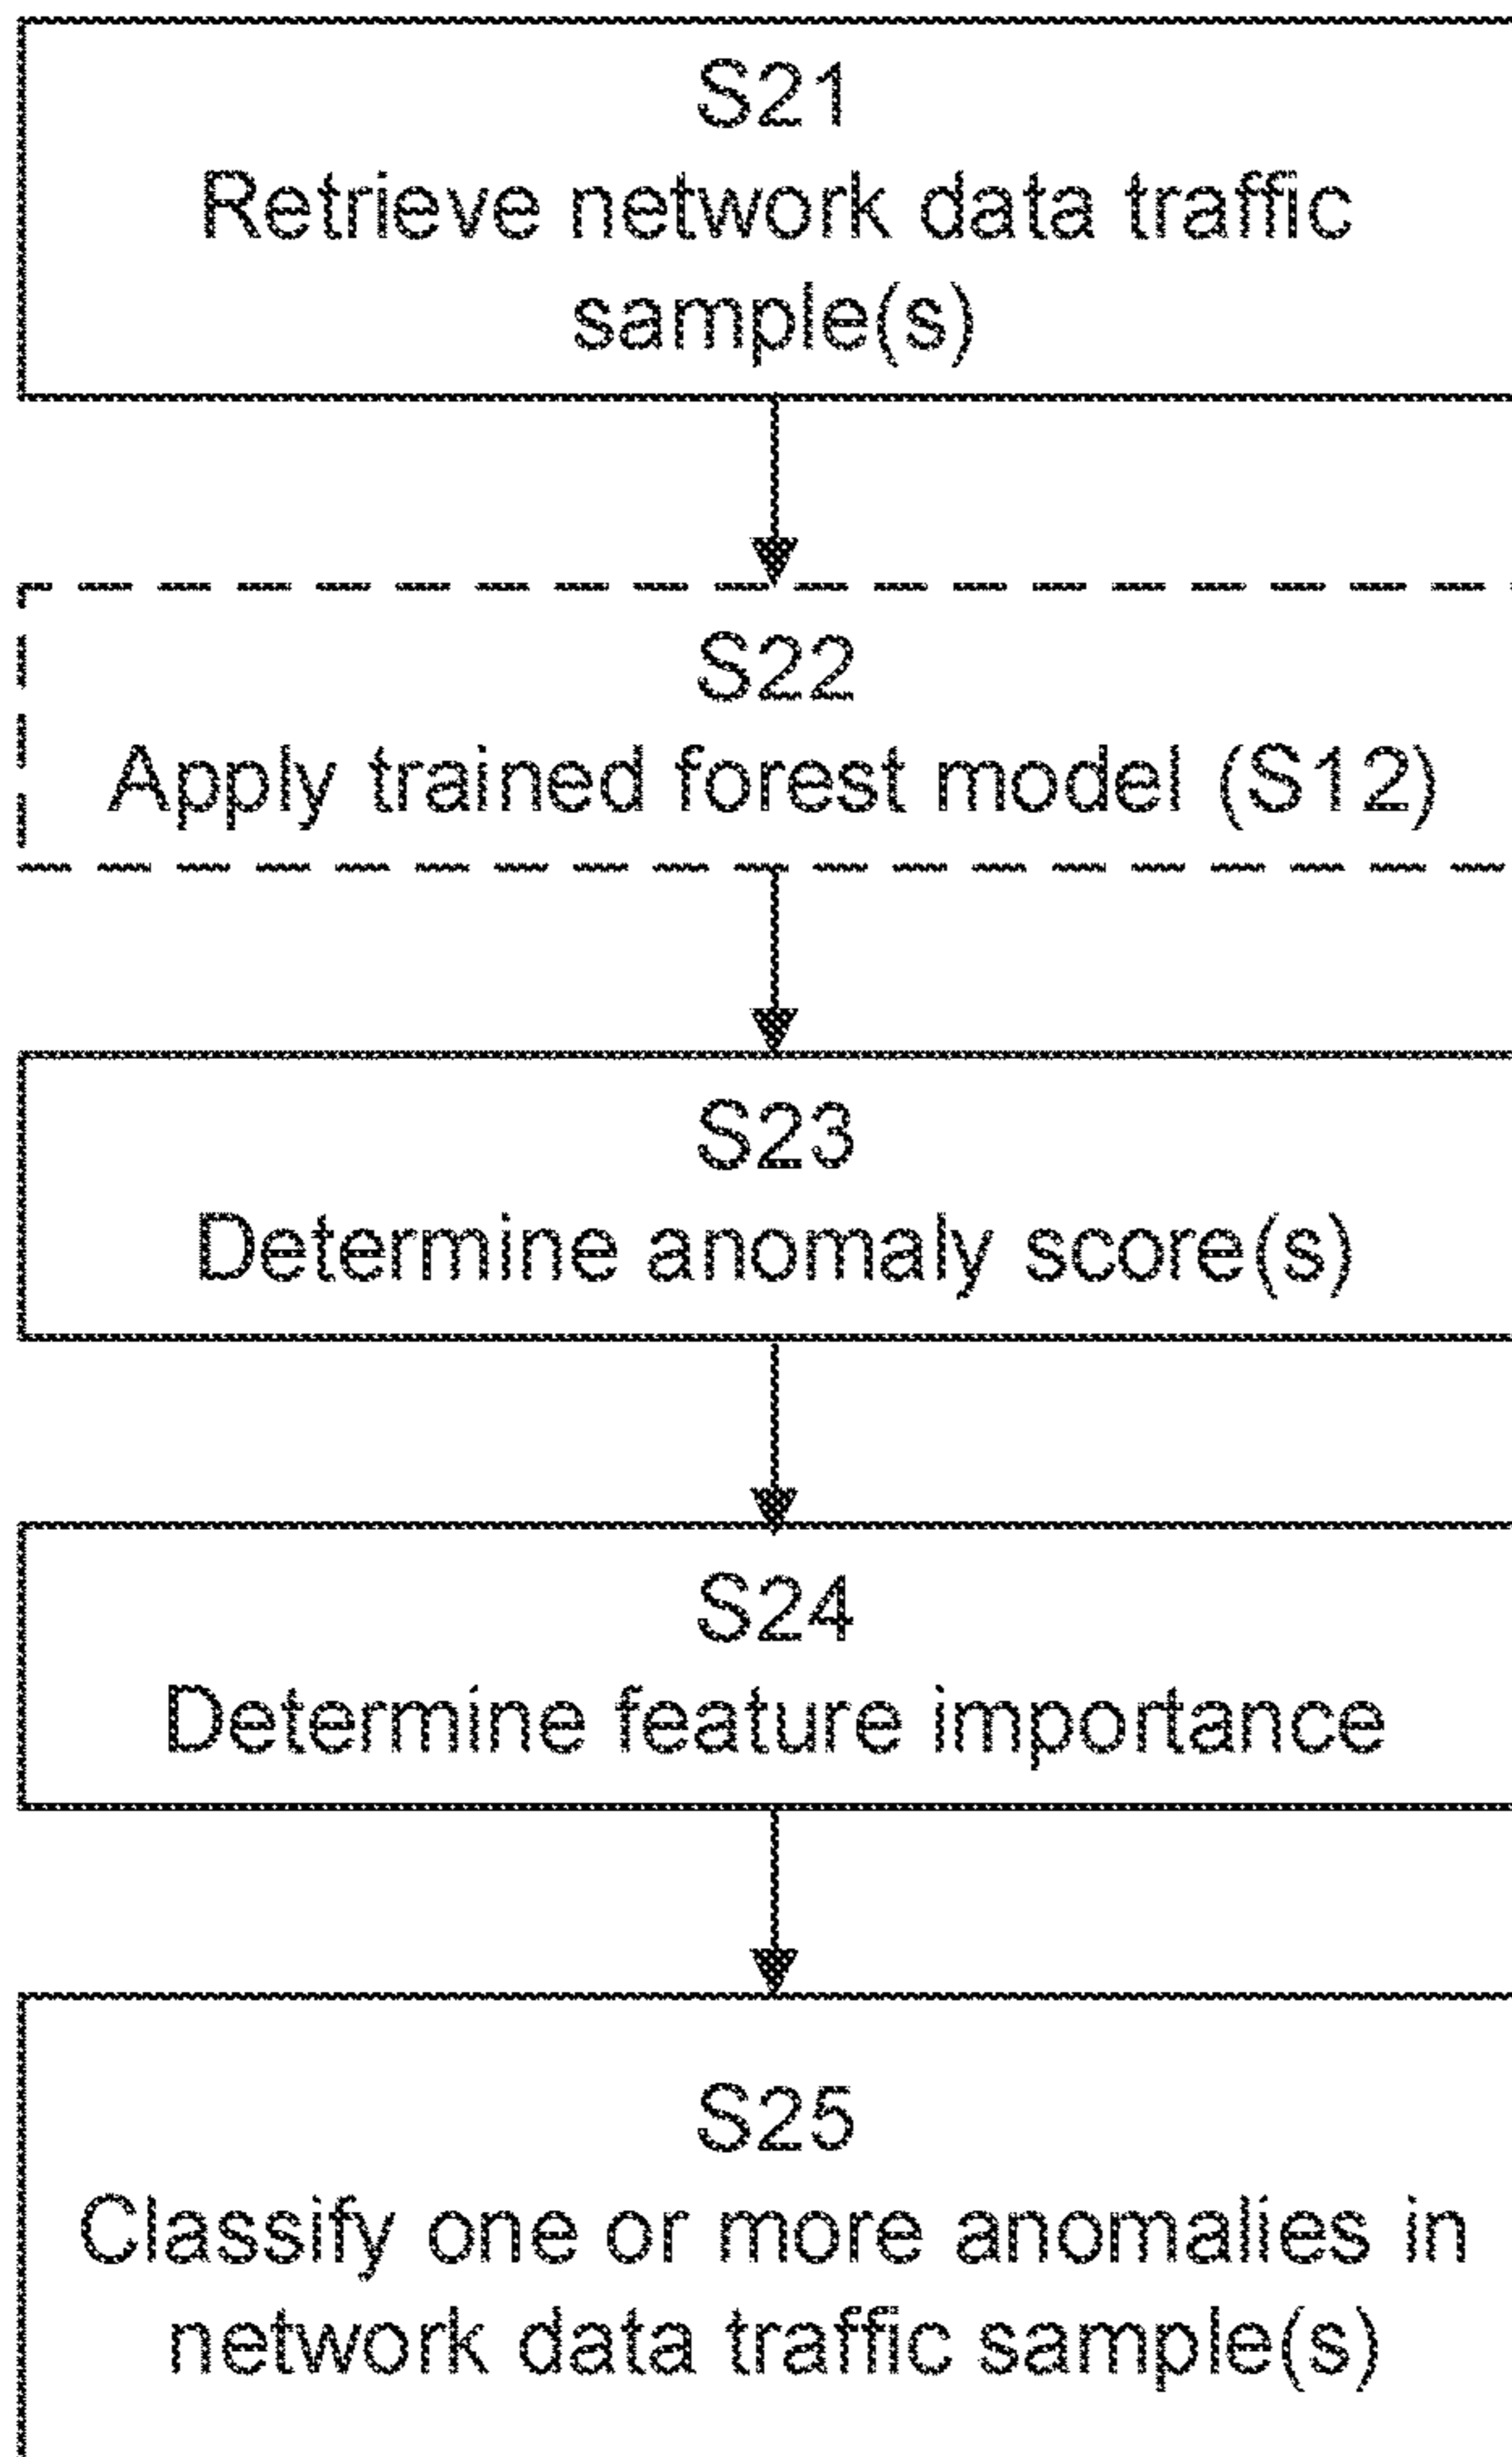 S21
Retrieve network data traffic
sample(s)
S22
Apply trained forest model (S12)
S23
Determine anomaly score(s)
S24
Determine feature importance
S25
Classify one or more anomalies in
network data traffic sample(s)